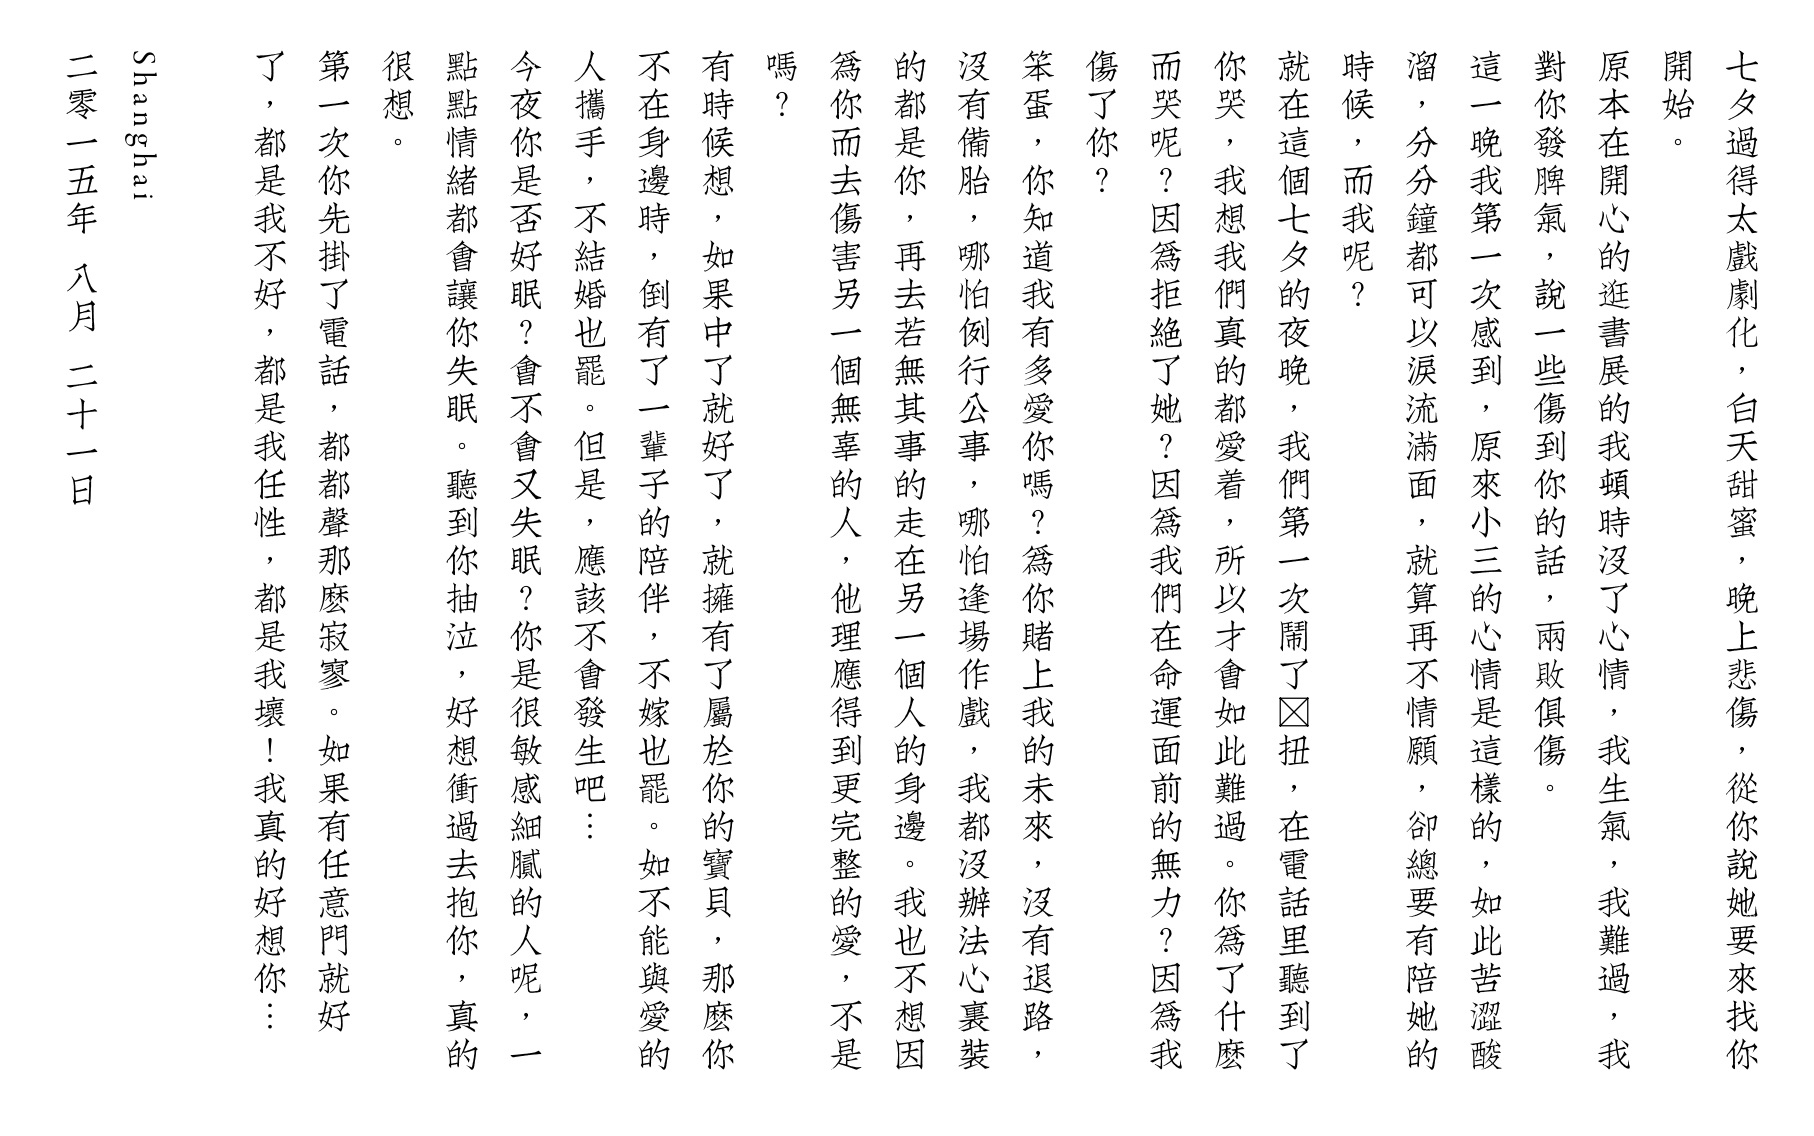 七夕過得太戲劇化，白天甜蜜，晚上悲傷，從你說她要來找你
開始。
原本在開心的逛書展的我頓時沒了心情，我生氣，我難過，我
對你發脾氣，說一些傷到你的話，兩敗俱傷。
這一晚我第一次感到，原來小三的心情是這樣的，如此苦澀酸
溜，分分鐘都可以淚流滿面，就算再不情願，卻總要有陪她的
時候，而我呢？
就在這個七夕的夜晚，我們第一次鬧了☒扭，在電話里聽到了
你哭，我想我們真的都愛着，所以才會如此難過。你爲了什麽
而哭呢？因爲拒絕了她？因爲我們在命運面前的無力？因爲我
傷了你？
笨蛋，你知道我有多愛你嗎？爲你賭上我的未來，沒有退路，
沒有備胎，哪怕例行公事，哪怕逢場作戲，我都沒辦法心裏裝
的都是你，再去若無其事的走在另一個人的身邊。我也不想因
爲你而去傷害另一個無辜的人，他理應得到更完整的愛，不是
嗎？
有時候想，如果中了就好了，就擁有了屬於你的寶貝，那麽你
不在身邊時，倒有了一輩子的陪伴，不嫁也罷。如不能與愛的
人攜手，不結婚也罷。但是，應該不會發生吧…
今夜你是否好眠？會不會又失眠？你是很敏感細膩的人呢，一
點點情緒都會讓你失眠。聽到你抽泣，好想衝過去抱你，真的
很想。
第一次你先掛了電話，都都聲那麽寂寥。如果有任意門就好
了，都是我不好，都是我任性，都是我壞！我真的好想你…
Shanghai
二零一五年 八月 二十一日